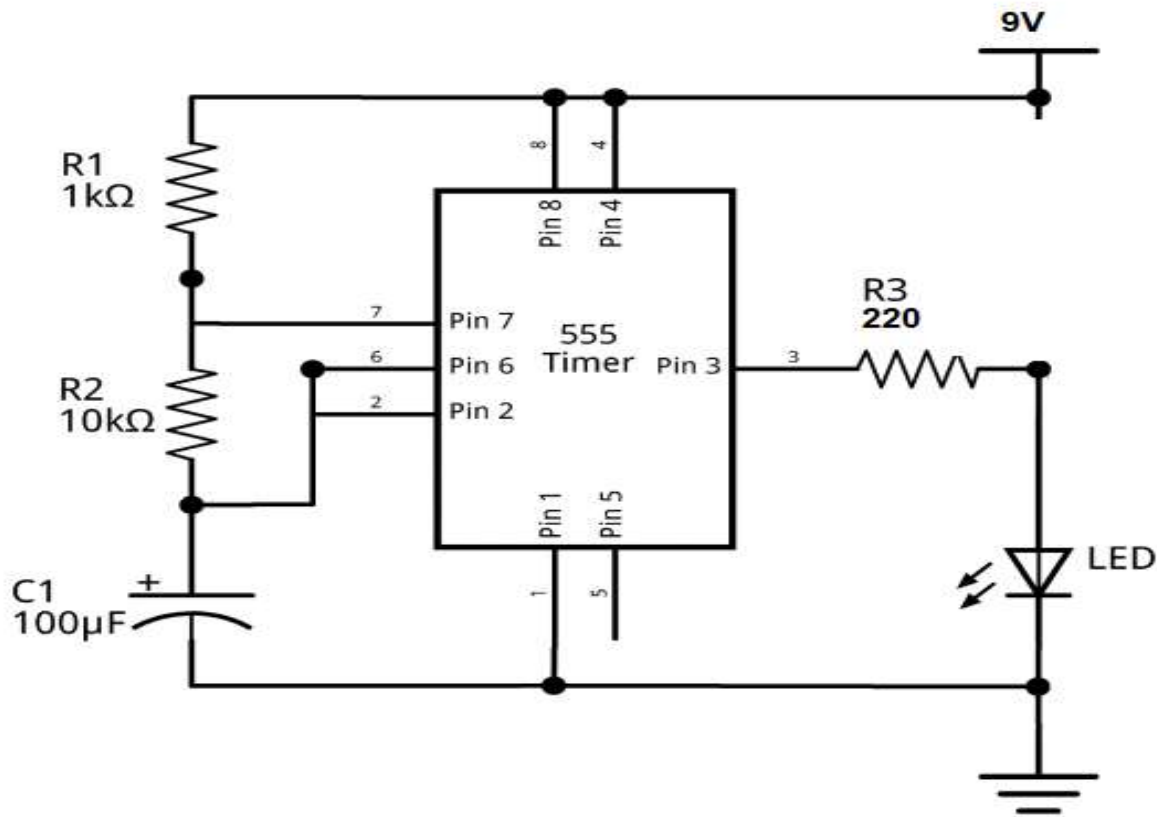 9V
R1
1kΩ
8
4
Pin 8
Pin 4
R3
220
7
Pin 7
555
Timer
6
Pin 6
Pin 3
3
R2
10kΩ
2
Pin 2
Pin 1
Pin 5
LED
C1
100µF
+
1
5